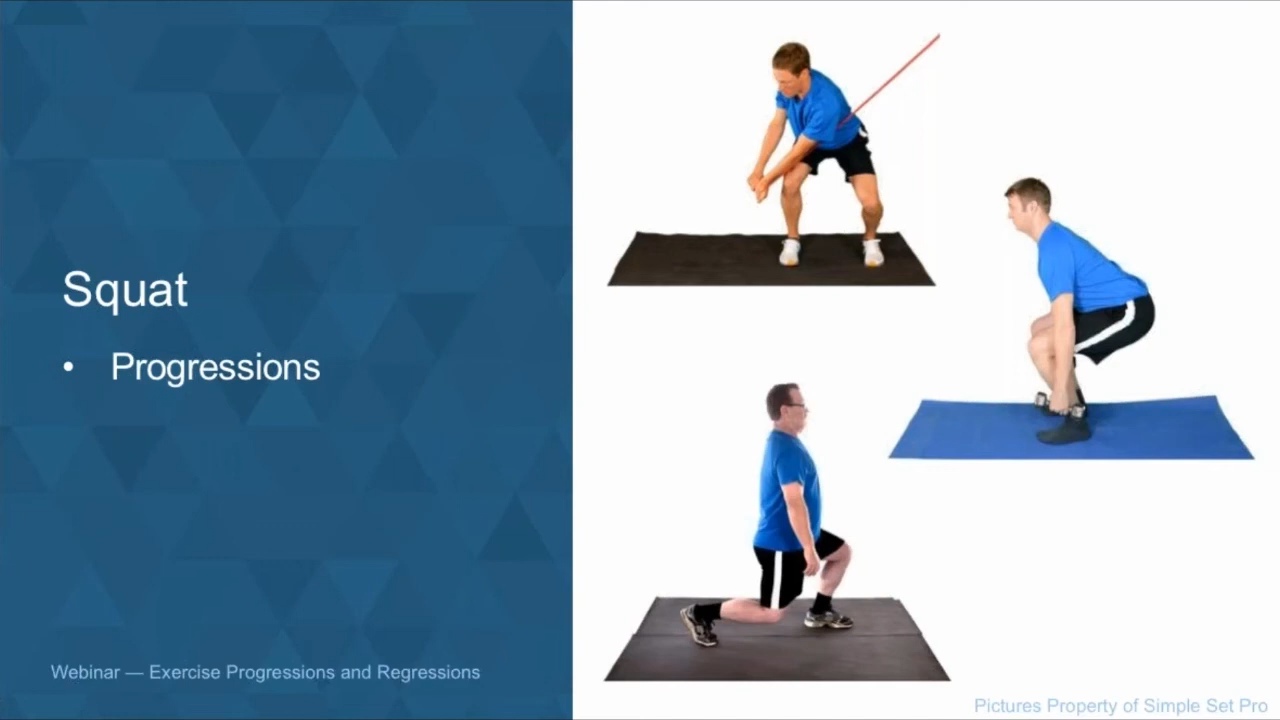 Squat
• Progressions
Webinar — Exercise Progressions and Regressions
Pictures Property of Simple Set Pro